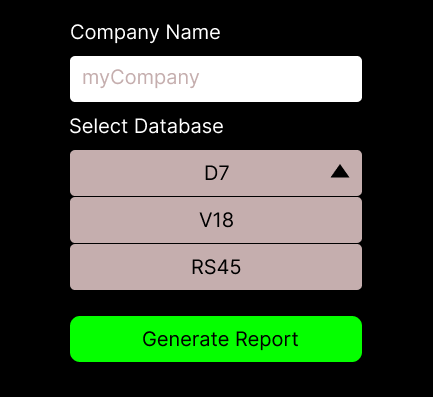 Company Name
myCompany
Select Database
D7
V18
RS45
Generate Report